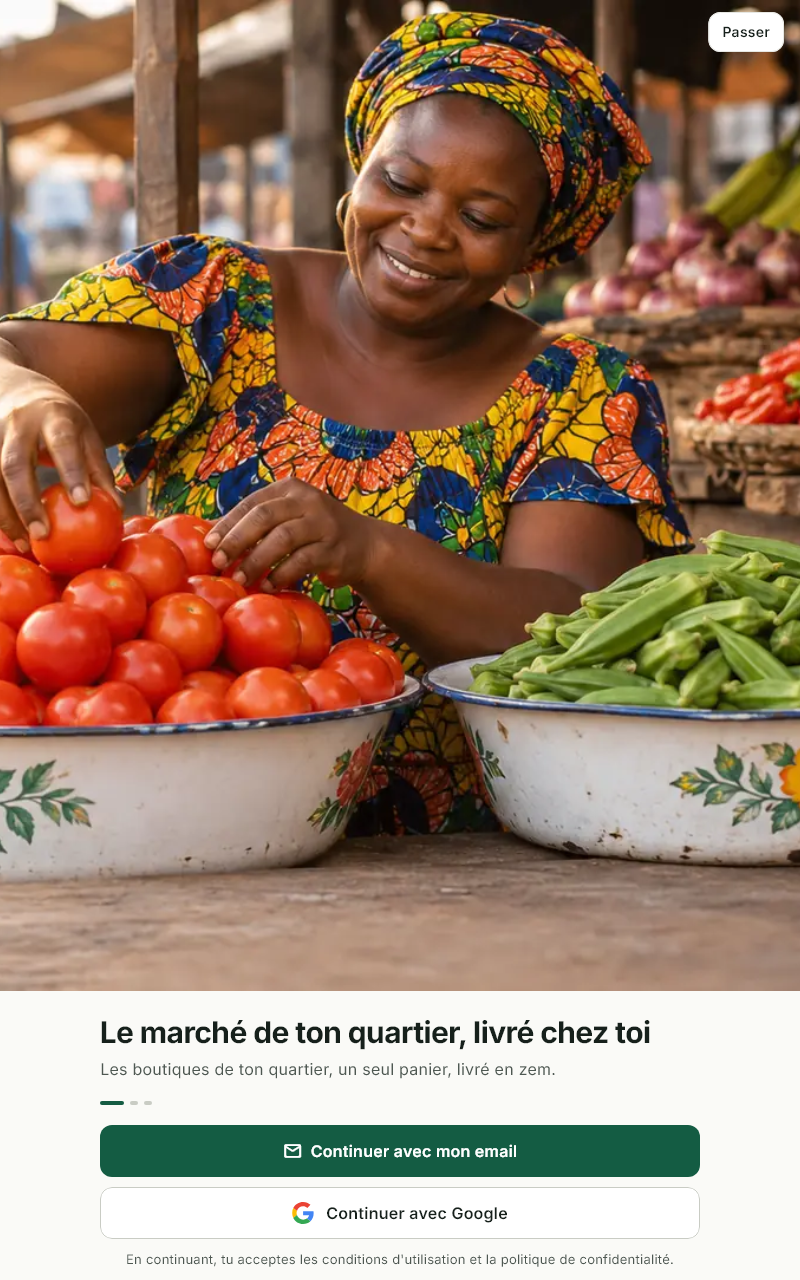 Passer
Le marché de ton quartier, livré chez toi
Les boutiques de ton quartier, un seul panier, livré en zem.
Continuer avec mon email
Continuer avec Google
En continuant, tu acceptes les conditions d'utilisation et la politique de confidentialité.